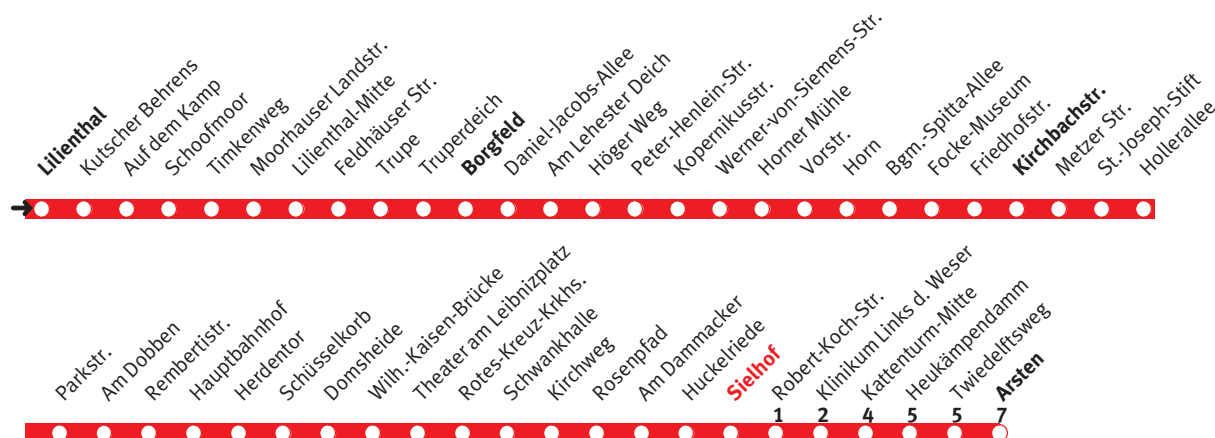 Lilienthal
Kutscher Behrens
Auf dem Kamp
Schoofmoor
Timkenweg
Moorhauser Landstr.
Lilienthal-Mitte
Feldhäuser Str.
Trupe
Truperdeich
Borgfeld
Daniel-Jacobs-Allee
Am Lehester Deich
Höger Weg
Peter-Henlein-Str.
Kopernikusstr.
Werner-von-Siemens-Str.
Horner Mühle
Vorstr.
Horn
Bgm.-Spitta-Allee
Focke-Museum
Friedhofstr.
Kirchbachstr.
Metzer Str.
St.-Joseph-Stift
Hollerallee
Parkstr.
Am Dobben
Rembertistr.
Hauptbahnhof
Herdentor
Schüsselkorb
Domsheide
Wilh.-Kaisen-Brücke
Theater am Leibnizplatz
Rotes-Kreuz-Krkhs.
Schwankhalle
Kirchweg
Rosenpfad
Am Dammacker
Huckelriede
Sielhof
Robert-Koch-Str.
1
Klinikum Links d. Weser
2
Kattenturm-Mitte
4
Heukämpendamm
5
Twiedelftsweg
5
Arsten
7